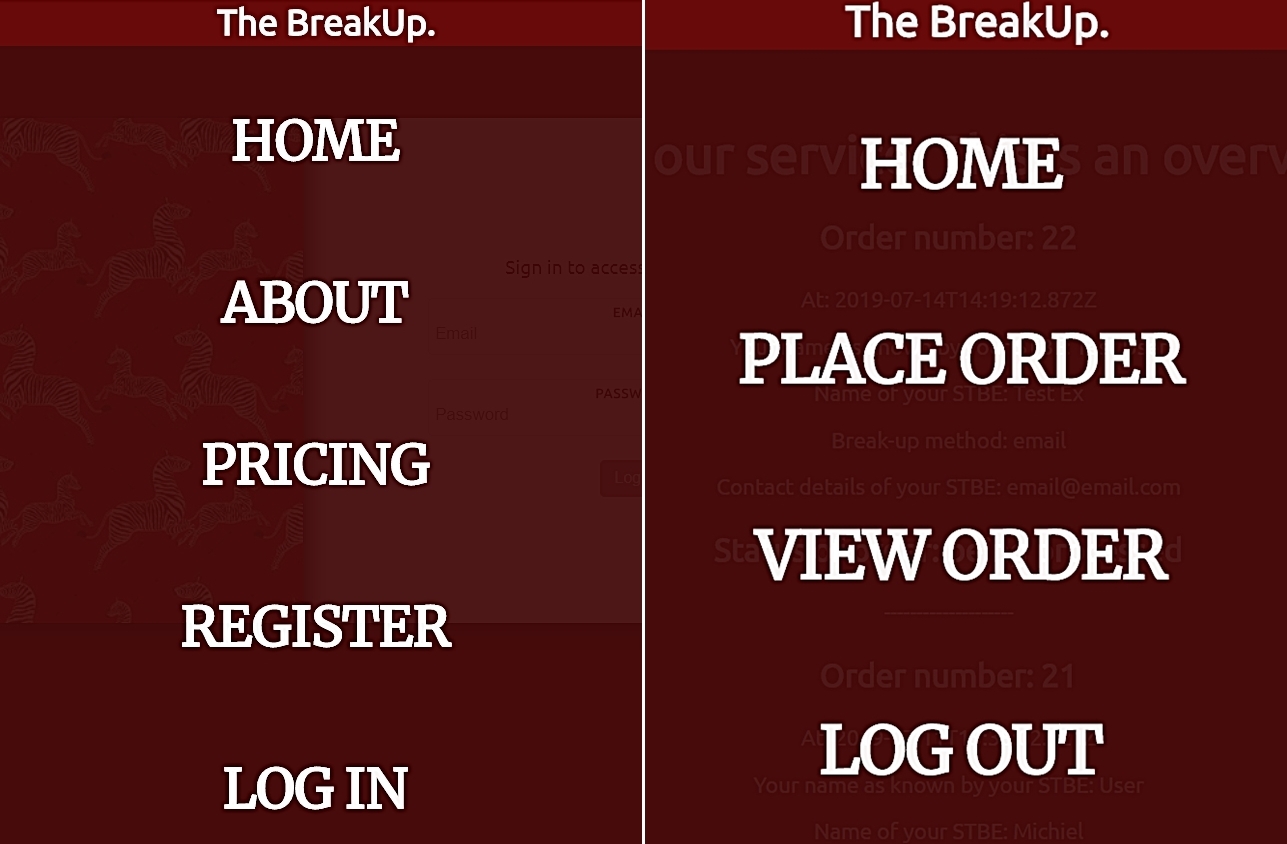 The BreakUp.
HOME
ABOUT
Sign in to access
EMA
Email
PRICING
PASSW
Password
Log
REGISTER
LOG IN
The BreakUp.
our servi s an overv
HOME
Order number: 22
At: 2019-07-14T14:19:12.872Z
PLACE ORDER
Name of your STBE: Test Ex
Break-up method: email
Contact details of your STBE: email@email.com
VIEW ORDER
Order number: 21
LOG OUT
Your name as known by your STBE: User
Name of your STBE: Michiel